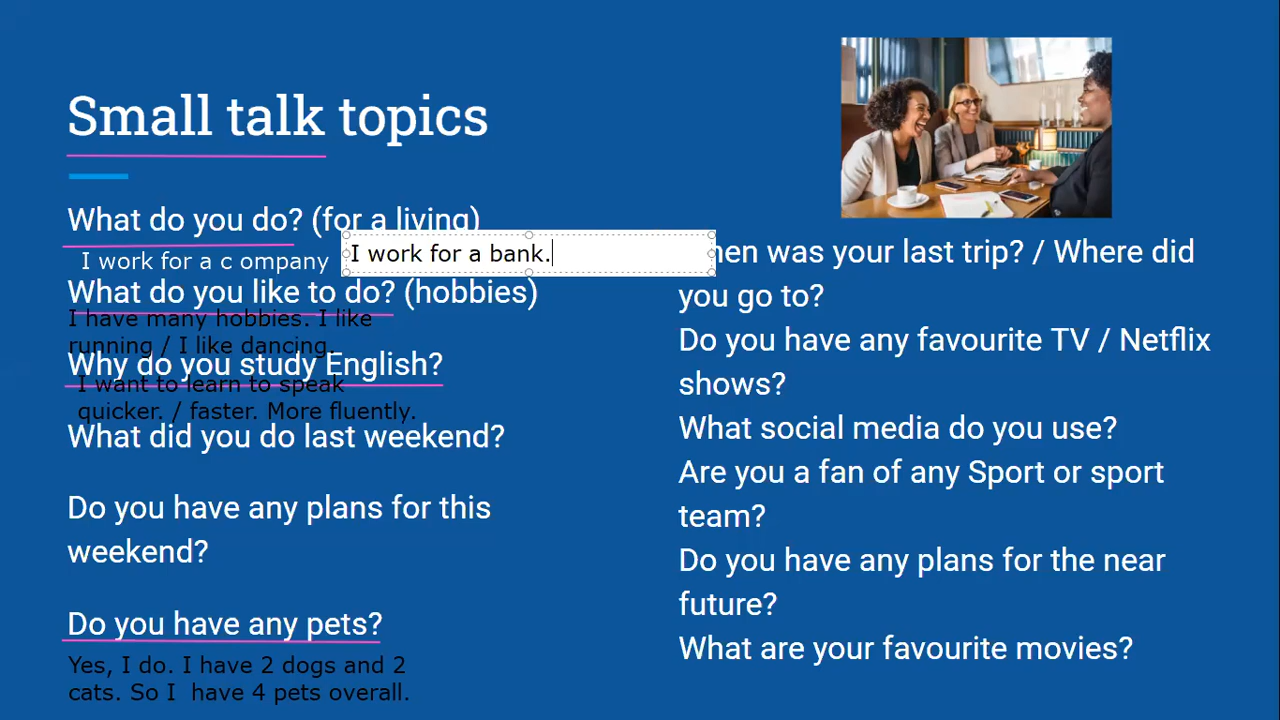 Small talk topics
What do you do? (for a living)
I work for a bank.
I work for a c ompany
What do you like to do? (hobbies)
I have many hobbies. I like
running / I like dancing.
Why do you study English?
I want to learn to speak
quicker. / faster. More fluently.
What did you do last weekend?
Do you have any plans for this
weekend?
Do you have any pets?
Yes, I do. I have 2 dogs and 2
cats. So I  have 4 pets overall.
was your last trip? / Where did
you go to?
Do you have any favourite TV / Netflix
shows?
What social media do you use?
Are you a fan of any Sport or sport
team?
Do you have any plans for the near
future?
What are your favourite movies?